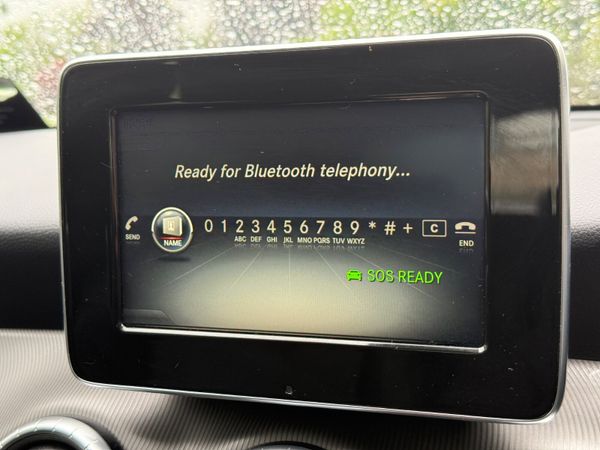 Ready for Bluetooth telephony...
SEND NAME 0 1 2 3 4 5 6 7 8 9 * # + C END
ABC DEF GHI JKL MNO PQRS TUV WXYZ
SOS READY